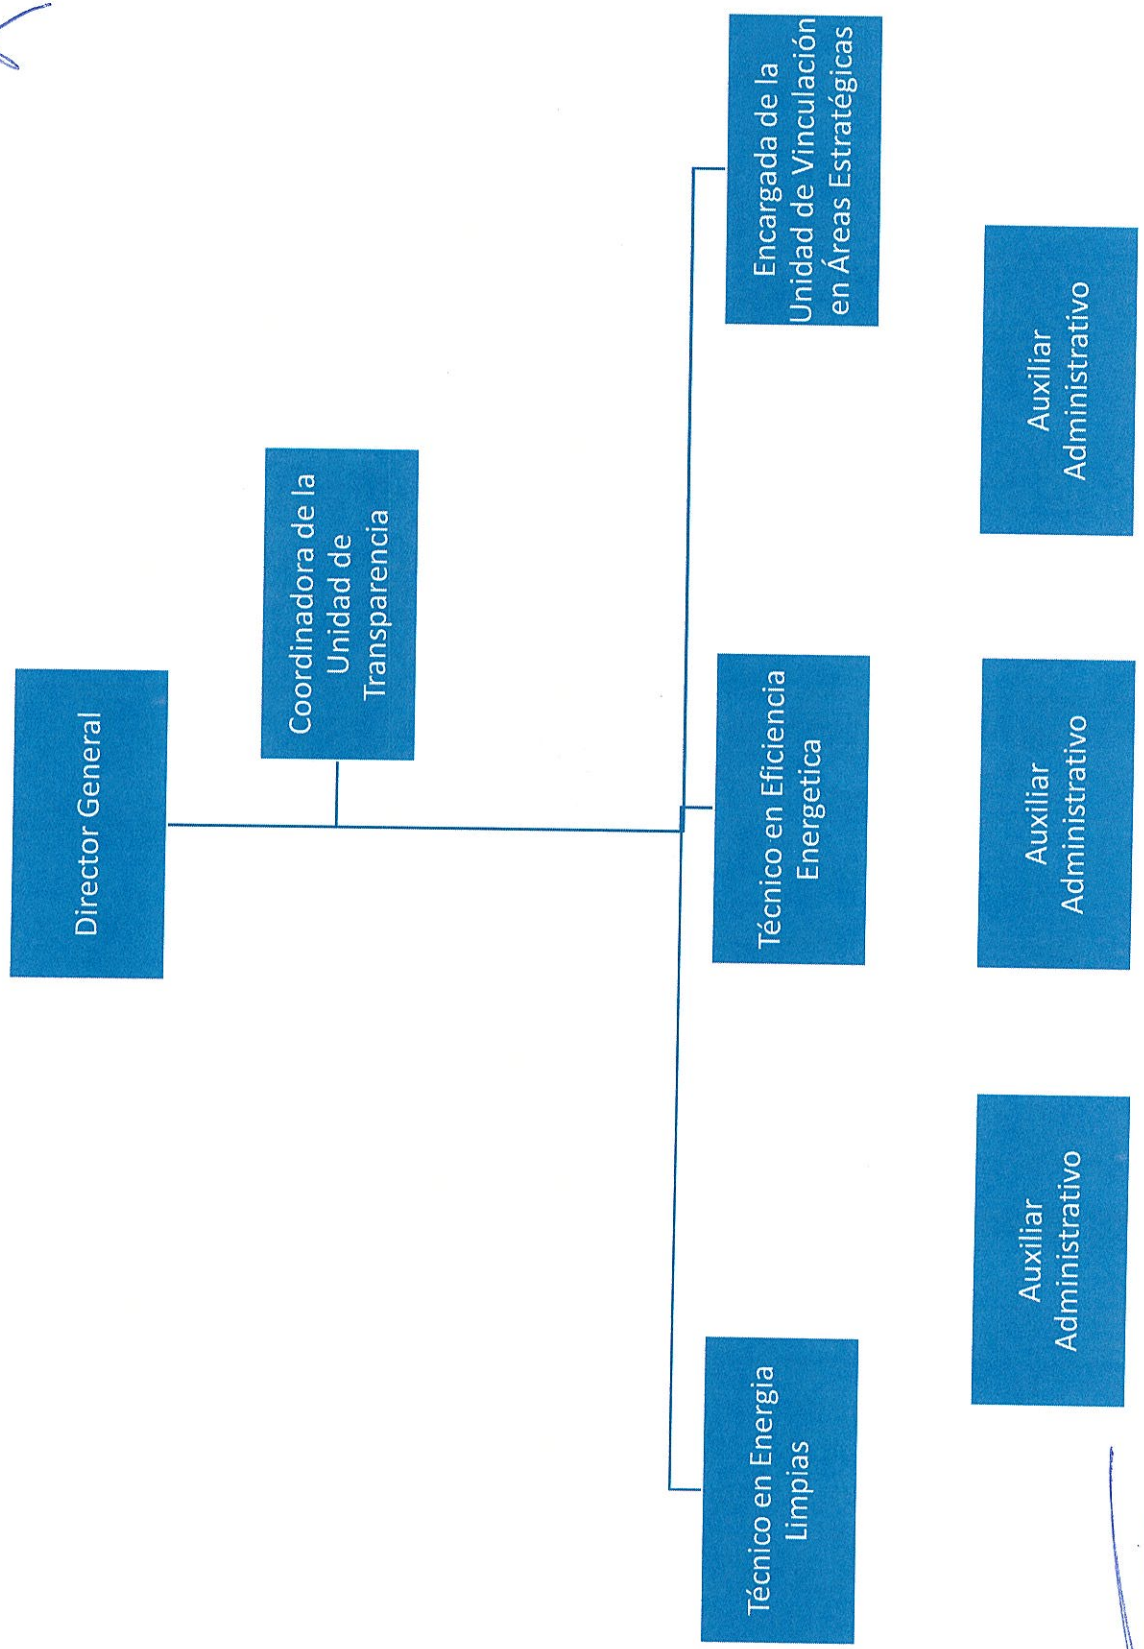 Director General
Coordinadora de la
Unidad de
Transparencia
Técnico en Energia
Limpias
Técnico en Eficiencia
Energetica
Encargada de la
Unidad de Vinculación
en Áreas Estratégicas
Auxiliar
Administrativo
Auxiliar
Administrativo
Auxiliar
Administrativo